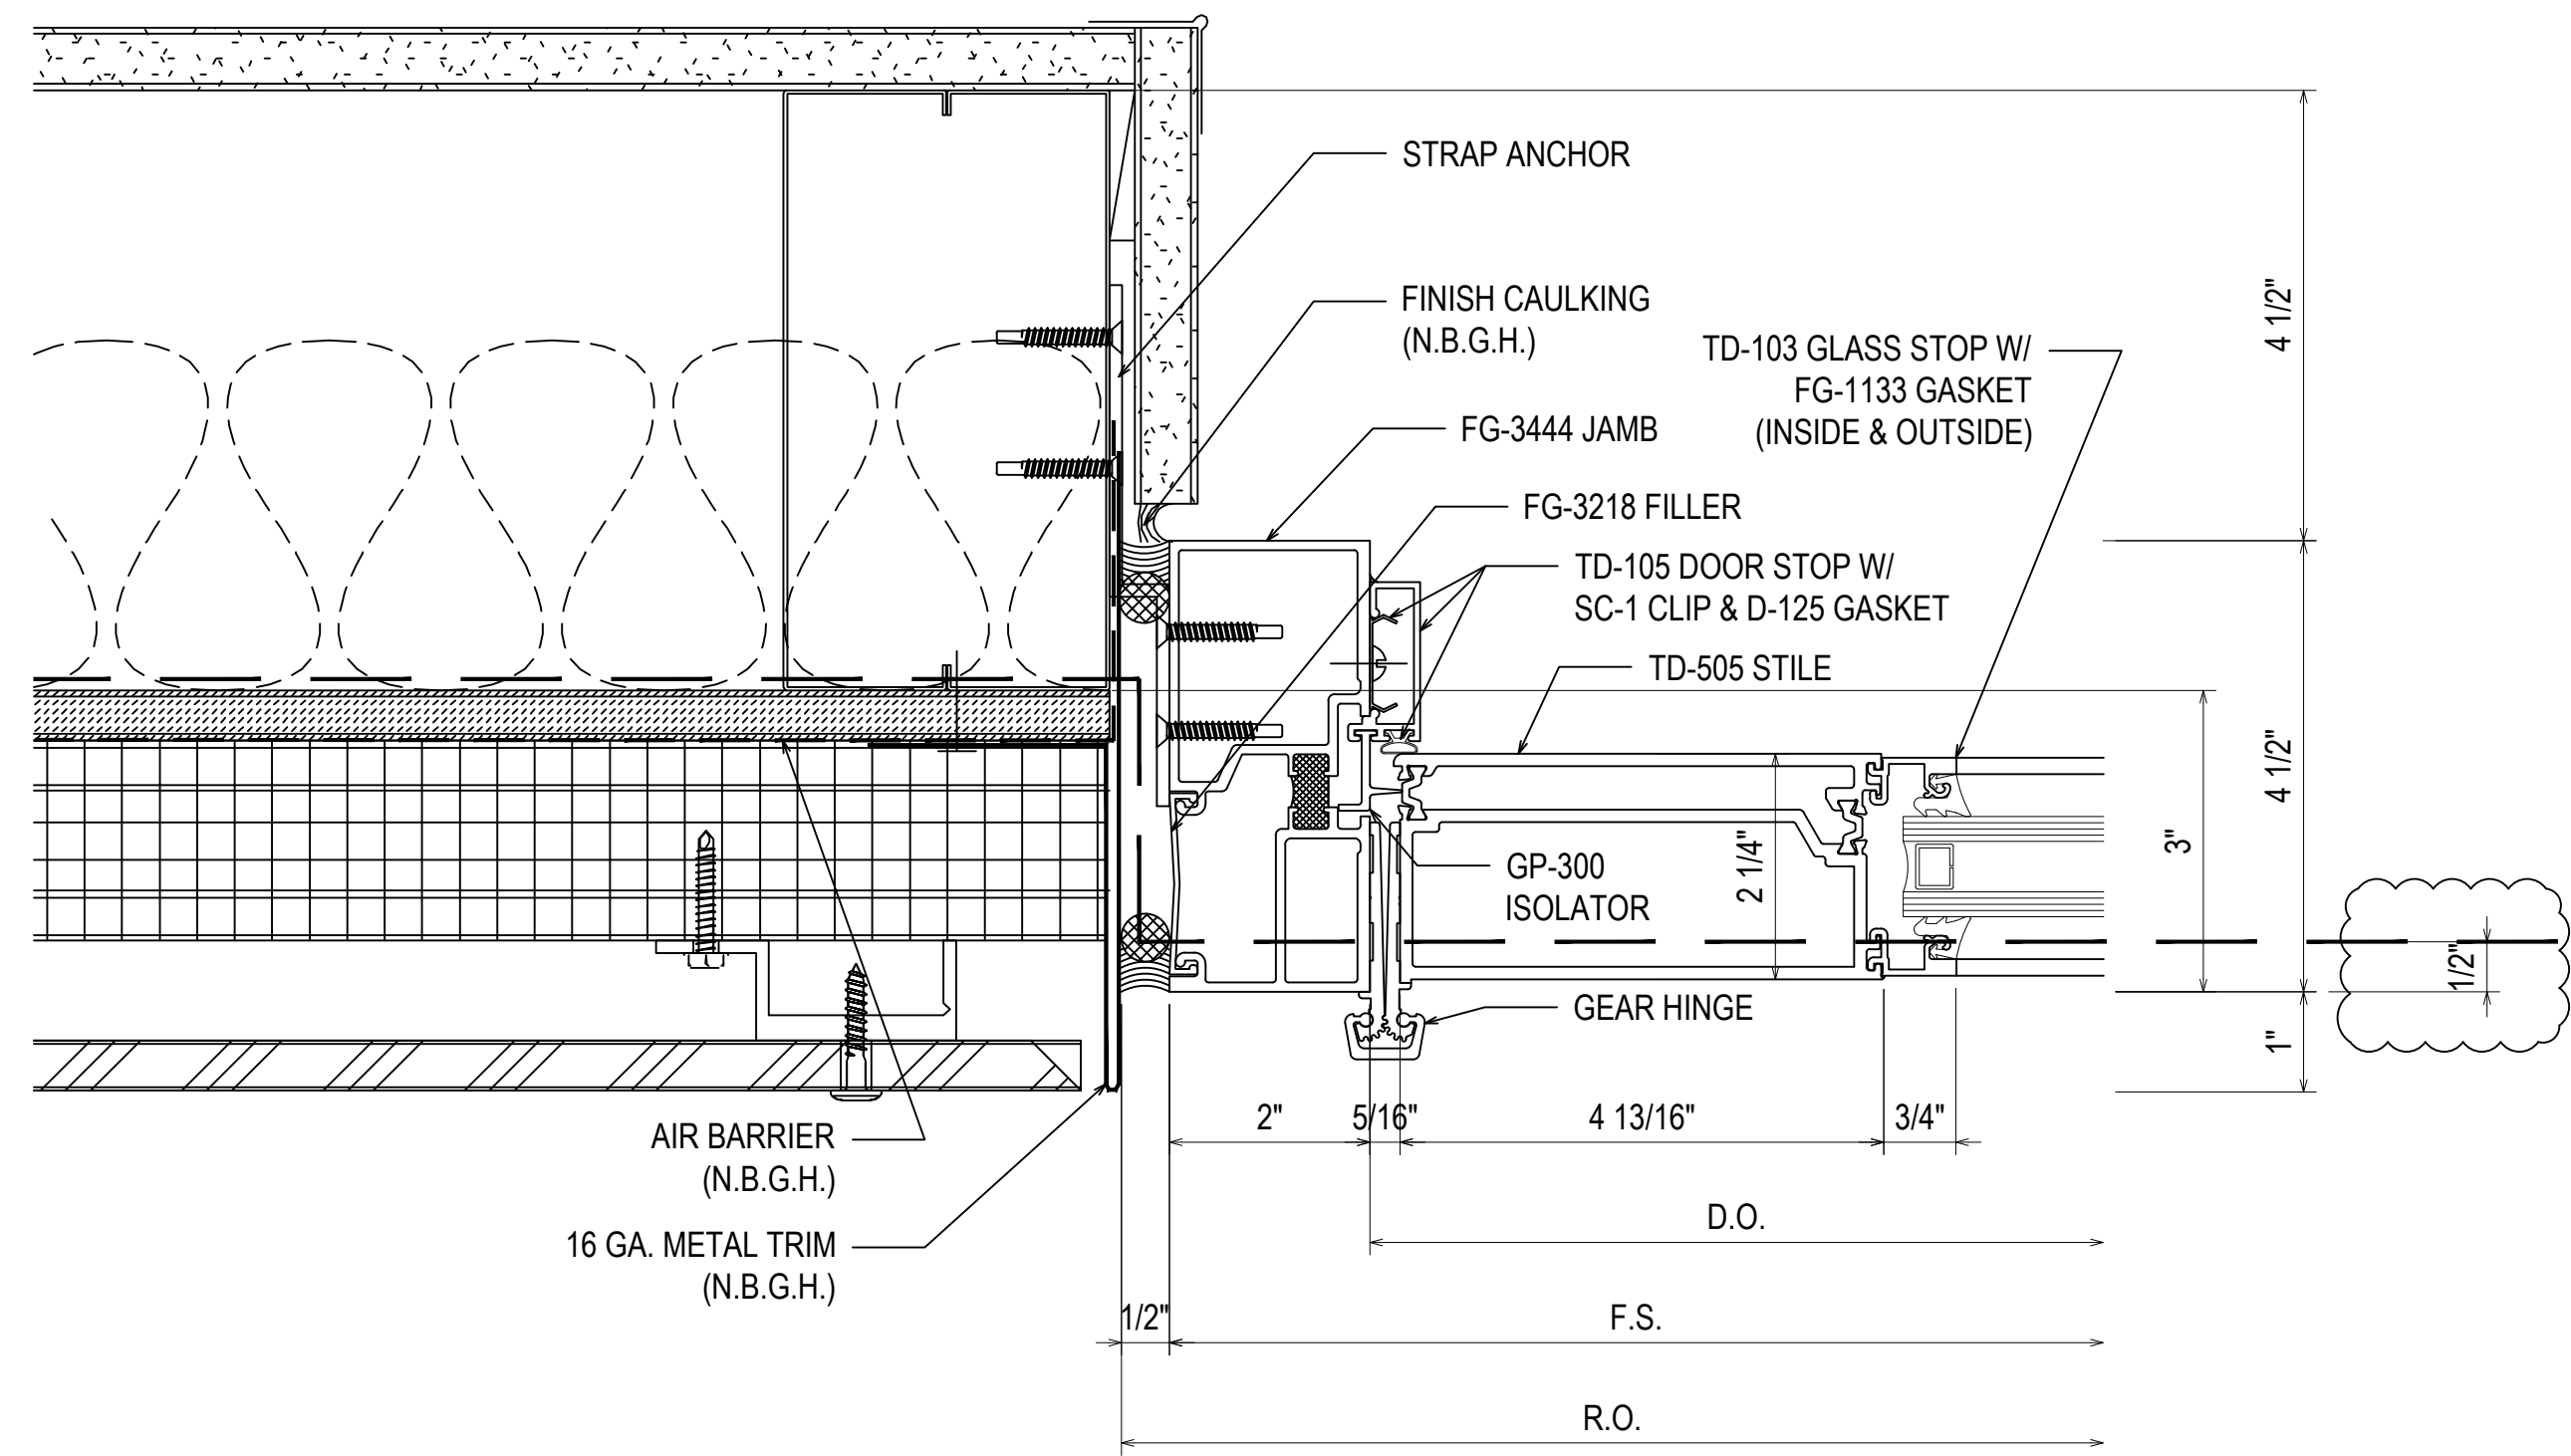 STRAP ANCHOR
FINISH CAULKING
(N.B.G.H.)
4 1/2"
TD-103 GLASS STOP W/
FG-1133 GASKET
(INSIDE & OUTSIDE)
FG-3444 JAMB
FG-3218 FILLER
TD-105 DOOR STOP W/
SC-1 CLIP & D-125 GASKET
TD-505 STILE
4 1/2"
3"
2 1/4"
GP-300
ISOLATOR
1/2"
GEAR HINGE
1"
2"
5/16"
4 13/16"
3/4"
AIR BARRIER
(N.B.G.H.)
D.O.
16 GA. METAL TRIM
(N.B.G.H.)
1/2"
F.S.
R.O.